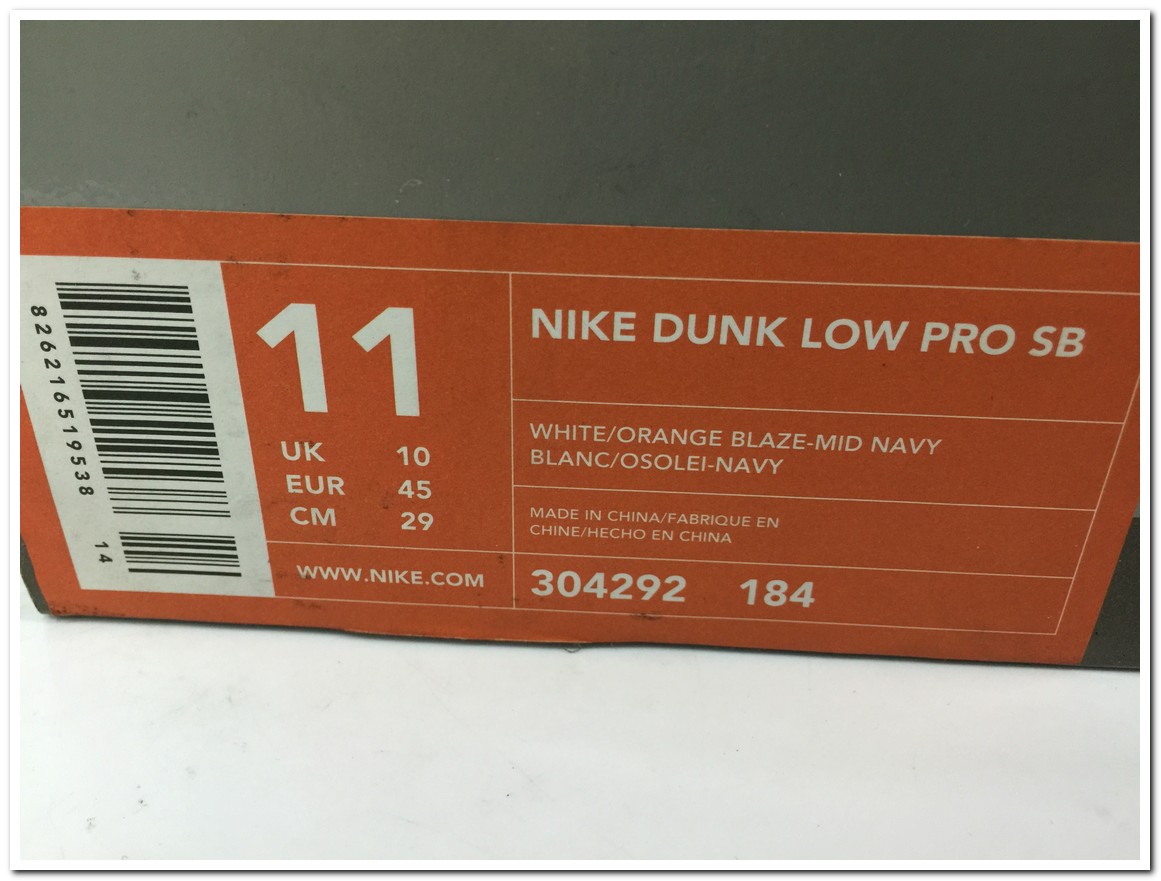 826216519538
14
11
UK 10
EUR 45
CM 29
WWW.NIKE.COM
NIKE DUNK LOW PRO SB
WHITE/ORANGE BLAZE-MID NAVY
BLANC/OSOLEI-NAVY
MADE IN CHINA/FABRIQUE EN
CHINE/HECHO EN CHINA
304292 184